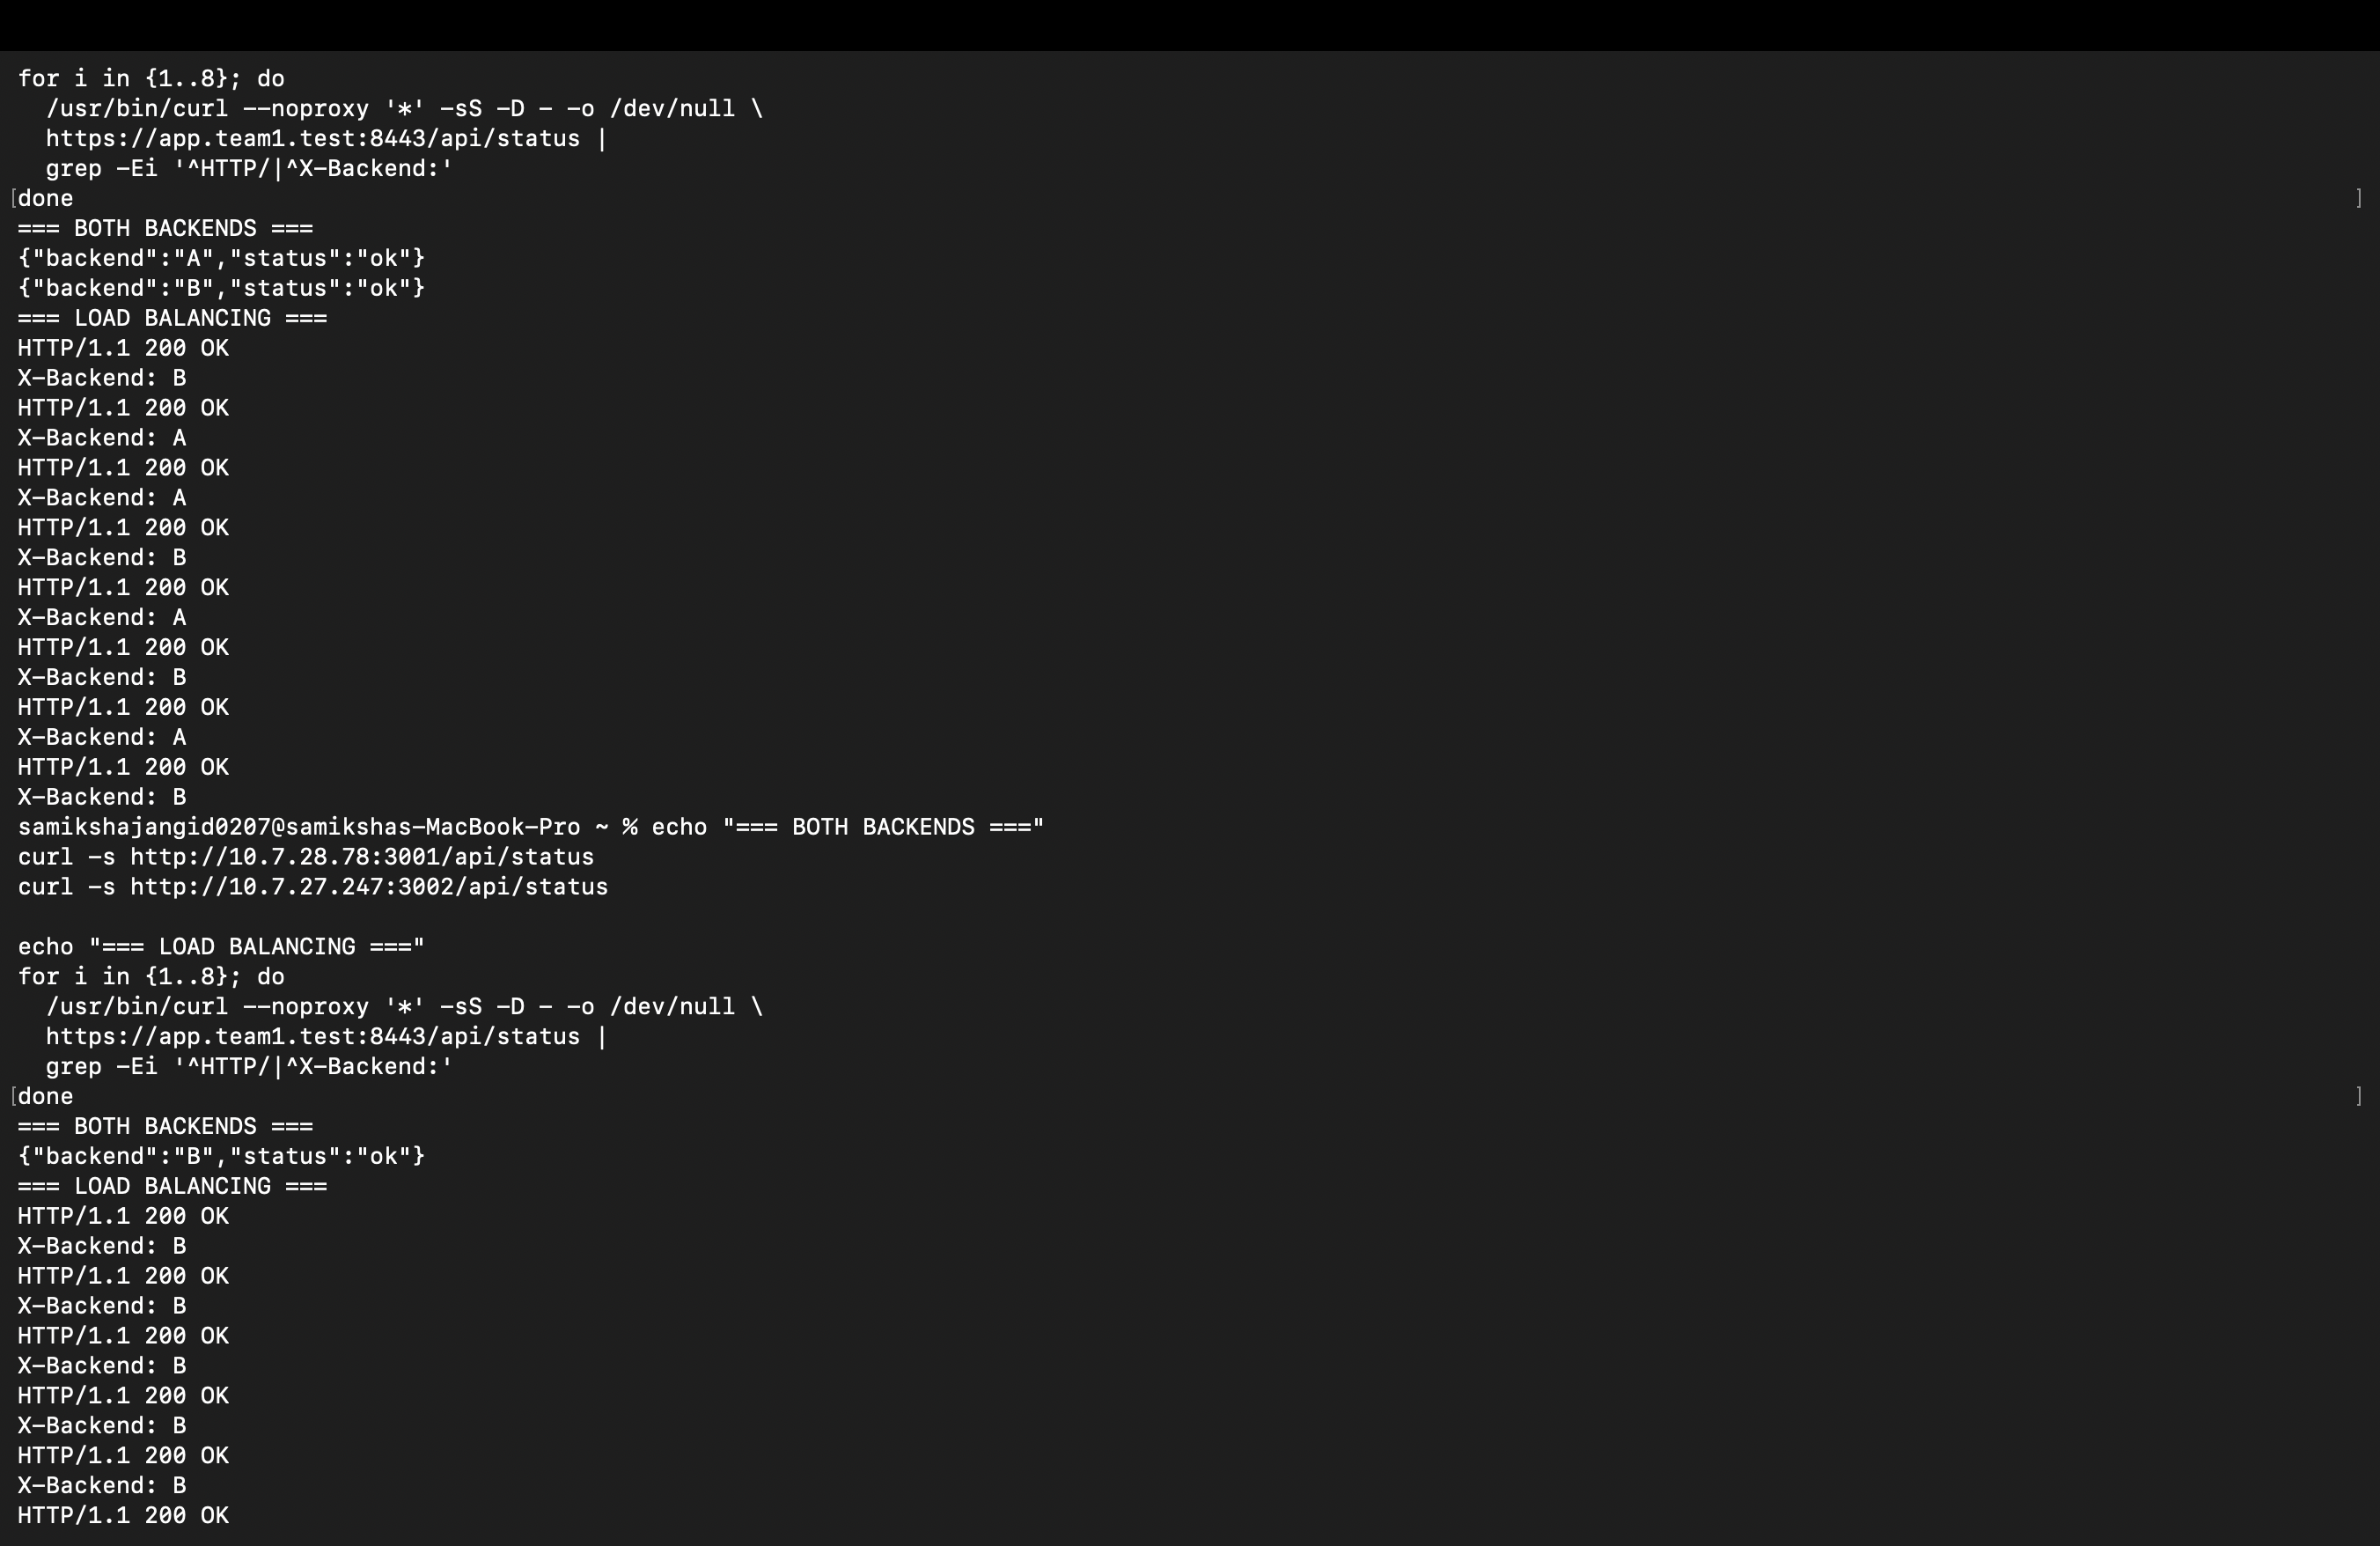 for i in {1..8}; do
  /usr/bin/curl --noproxy '*' -sS -D - -o /dev/null \
  https://app.team1.test:8443/api/status |
  grep -Ei '^HTTP/|^X-Backend:'
[done ]
=== BOTH BACKENDS ===
{"backend":"A","status":"ok"}
{"backend":"B","status":"ok"}
=== LOAD BALANCING ===
HTTP/1.1 200 OK
X-Backend: B
HTTP/1.1 200 OK
X-Backend: A
HTTP/1.1 200 OK
X-Backend: A
HTTP/1.1 200 OK
X-Backend: B
HTTP/1.1 200 OK
X-Backend: A
HTTP/1.1 200 OK
X-Backend: B
HTTP/1.1 200 OK
X-Backend: A
HTTP/1.1 200 OK
X-Backend: B
samikshajangid0207@samikshas-MacBook-Pro ~ % echo "=== BOTH BACKENDS ==="
curl -s http://10.7.28.78:3001/api/status
curl -s http://10.7.27.247:3002/api/status

echo "=== LOAD BALANCING ==="
for i in {1..8}; do
  /usr/bin/curl --noproxy '*' -sS -D - -o /dev/null \
  https://app.team1.test:8443/api/status |
  grep -Ei '^HTTP/|^X-Backend:'
[done ]
=== BOTH BACKENDS ===
{"backend":"B","status":"ok"}
=== LOAD BALANCING ===
HTTP/1.1 200 OK
X-Backend: B
HTTP/1.1 200 OK
X-Backend: B
HTTP/1.1 200 OK
X-Backend: B
HTTP/1.1 200 OK
X-Backend: B
HTTP/1.1 200 OK
X-Backend: B
HTTP/1.1 200 OK